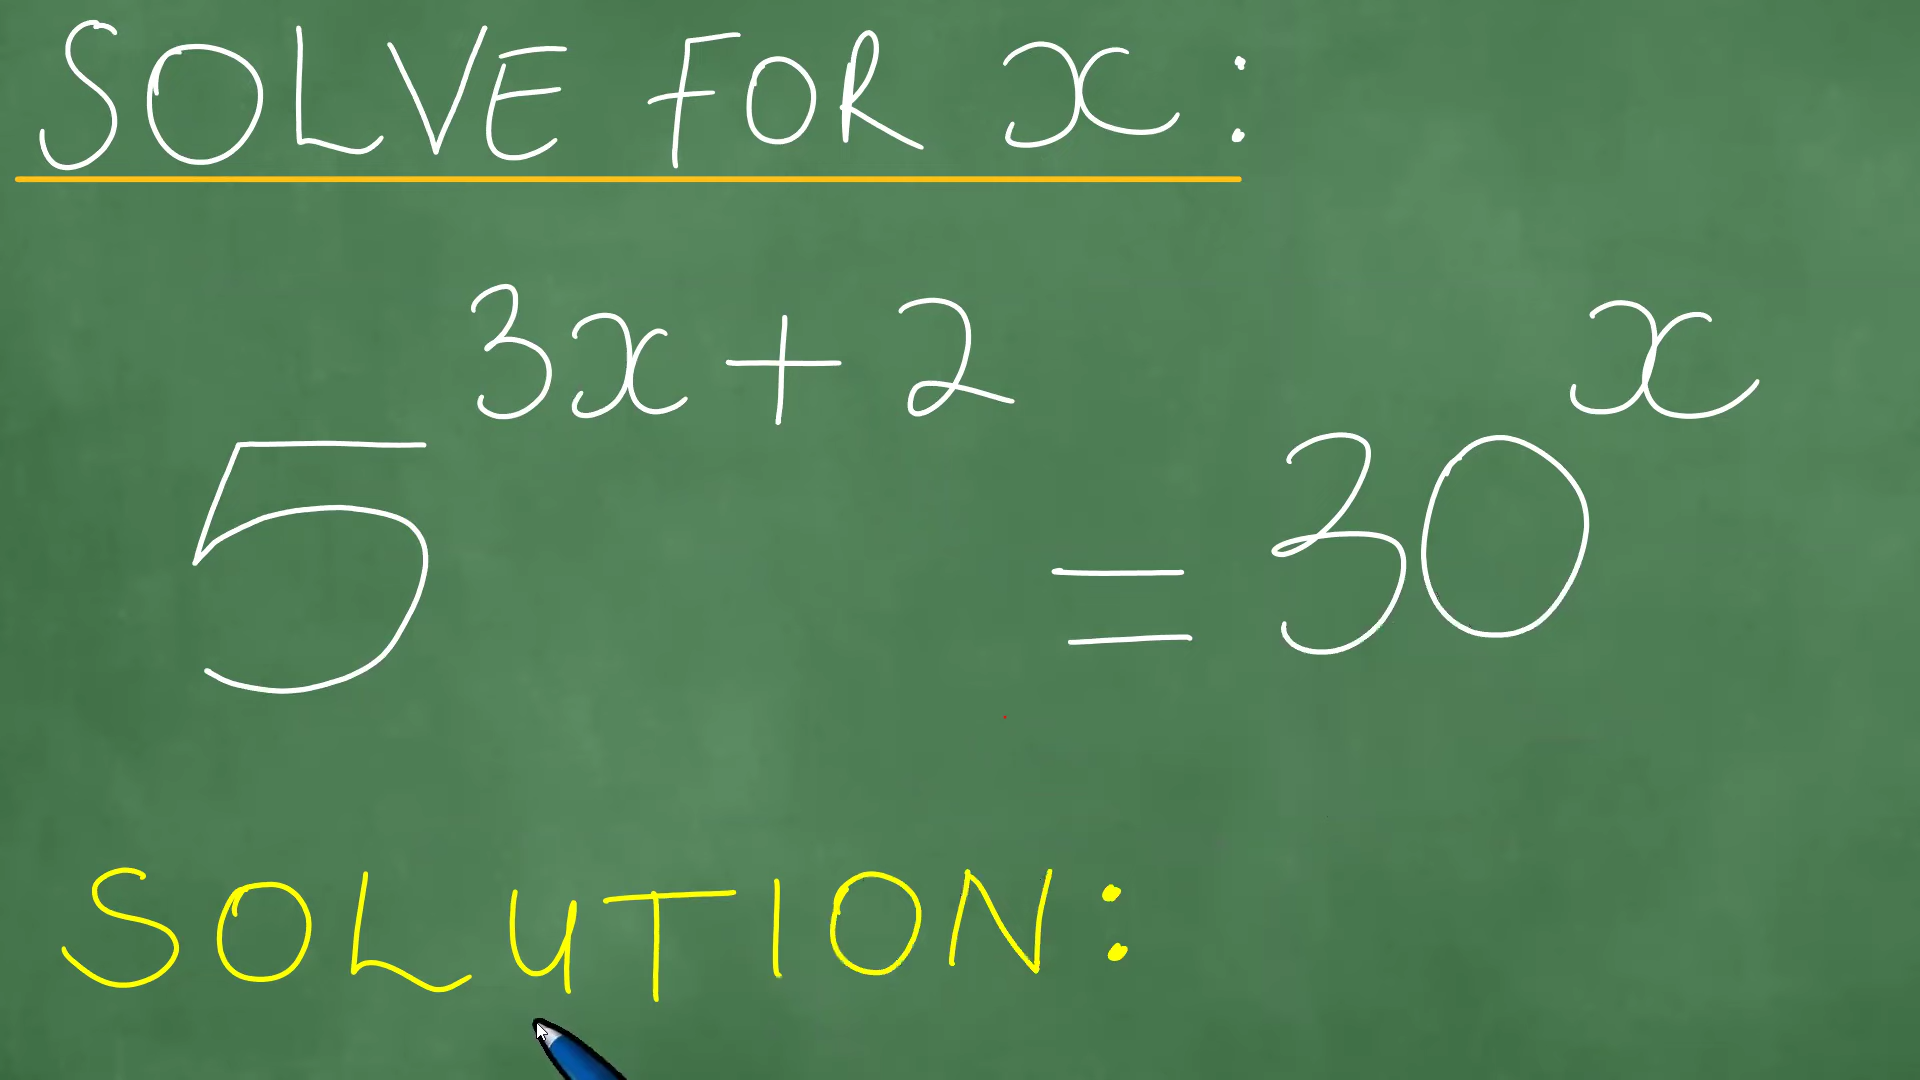 SOLVE FOR x:
5^{3x+2} = 30^{x}
SOLUTION: